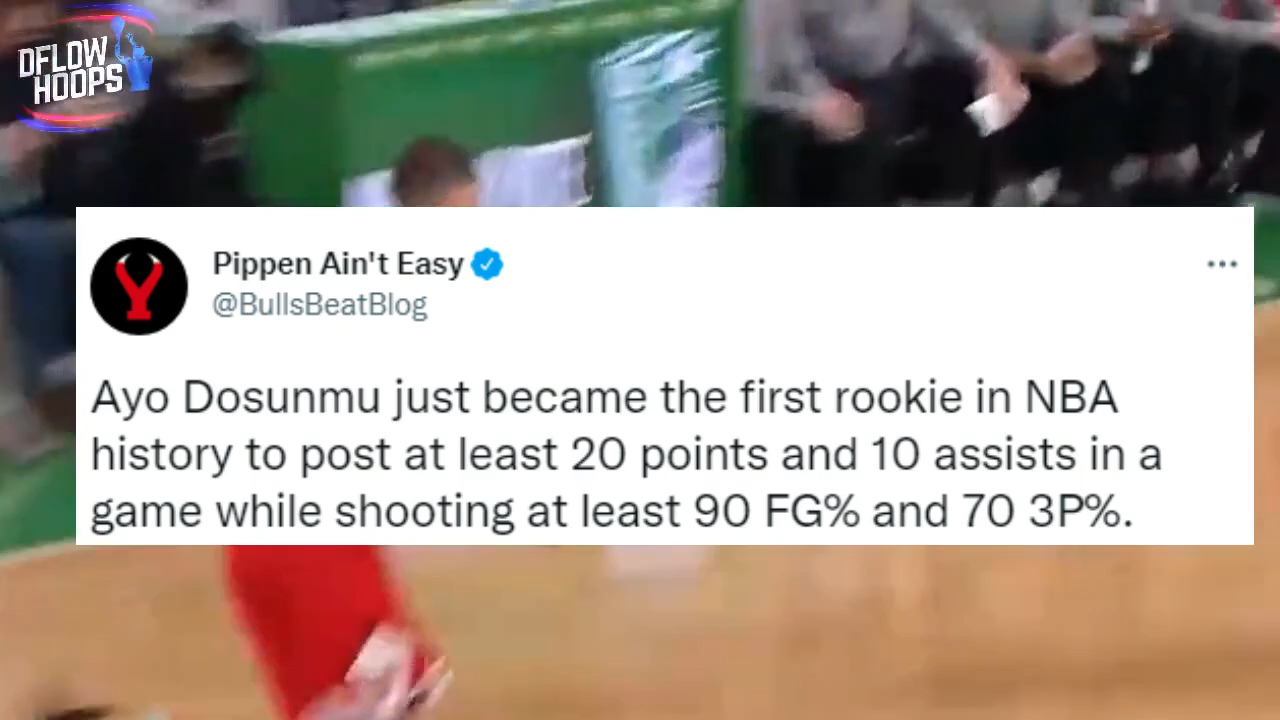 DFLOW
HOOPS
Pippen Ain't Easy
@BullsBeatBlog
Ayo Dosunmu just became the first rookie in NBA
history to post at least 20 points and 10 assists in a
game while shooting at least 90 FG% and 70 3P%.